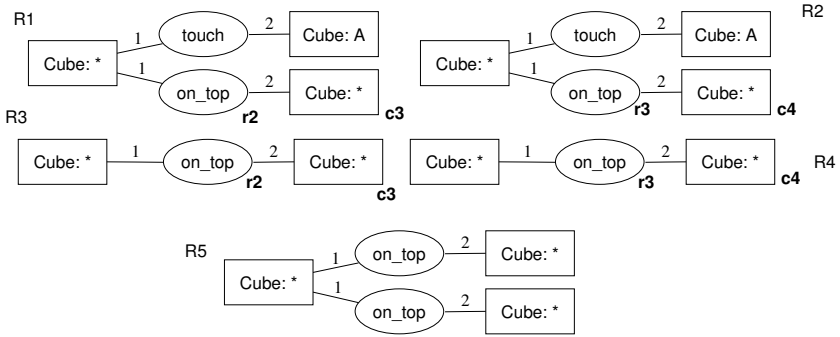 R1
Cube: *
1
touch
2
Cube: A
1
on_top
2
Cube: *
r2
c3
R2
Cube: *
1
touch
2
Cube: A
1
on_top
2
Cube: *
r3
c4
R3
Cube: *
1
on_top
2
Cube: *
r2
c3
Cube: *
1
on_top
2
Cube: *
r3
c4
R4
R5
Cube: *
1
on_top
2
Cube: *
1
on_top
2
Cube: *